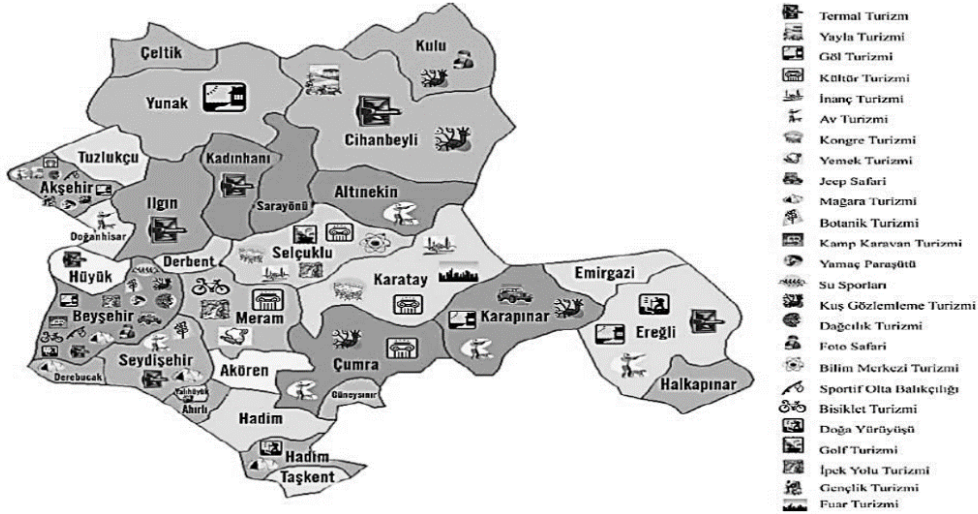 Çeltik
Kulu
Yunak
Cihanbeyli
Tuzlukçu
Kadınhanı
Akşehir
Altınekin
Ilgın
Sarayönü
Doğanhisar
Selçuklu
Derbent
Hüyük
Karatay
Emirgazi
Beyşehir
Meram
Karapınar
Ereğli
Seydişehir
Akören
Çumra
Derebucak
Halkapınar
Yalıhüyük
Güneysınır
Ahırlı
Hadim
Hadim
Taşkent
Termal Turizm
Yayla Turizmi
Göl Turizmi
Kültür Turizmi
İnanç Turizmi
Av Turizmi
Kongre Turizmi
Yemek Turizmi
Jeep Safari
Mağara Turizmi
Botanik Turizmi
Kamp Karavan Turizmi
Yamaç Paraşütü
Su Sporları
Kuş Gözlemleme Turizmi
Dağcılık Turizmi
Foto Safari
Bilim Merkezi Turizmi
Sportif Olta Balıkçılığı
Bisiklet Turizmi
Doğa Yürüyüşü
Golf Turizmi
İpek Yolu Turizmi
Gençlik Turizmi
Fuar Turizmi